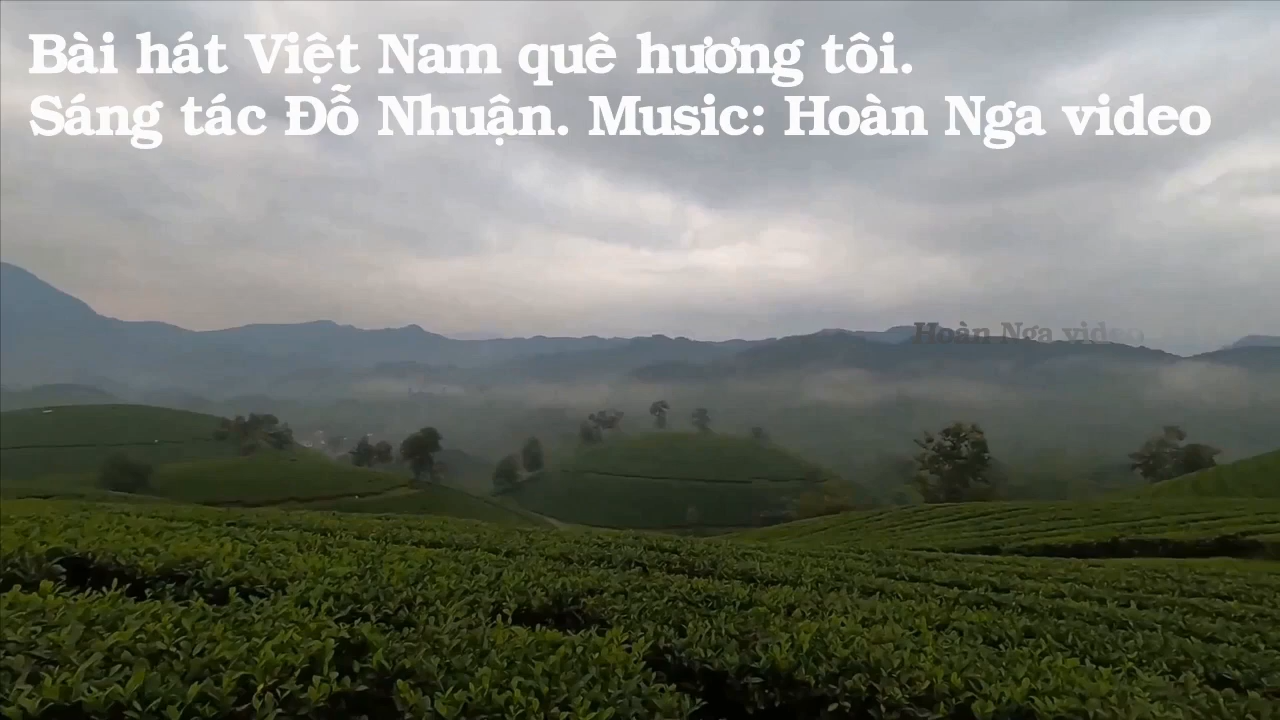 Bài hát Việt Nam quê hương tôi.
Sáng tác Đỗ Nhuận. Music: Hoàn Nga video
Hoàn Nga video